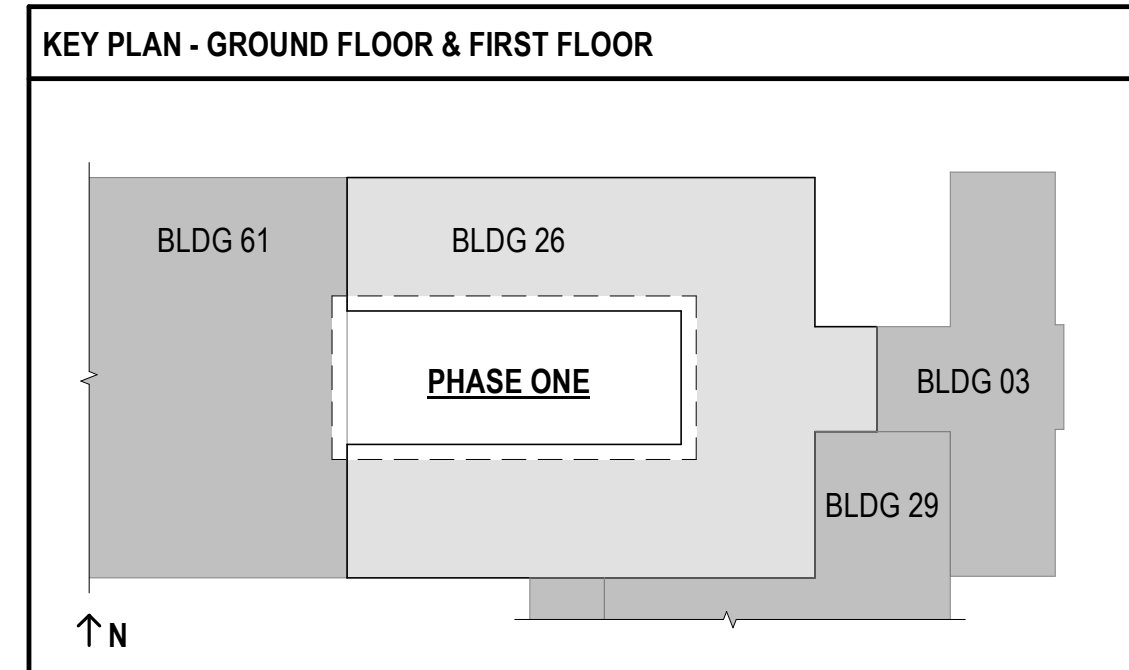 KEY PLAN - GROUND FLOOR & FIRST FLOOR
BLDG 61
BLDG 26
PHASE ONE
BLDG 03
BLDG 29
N